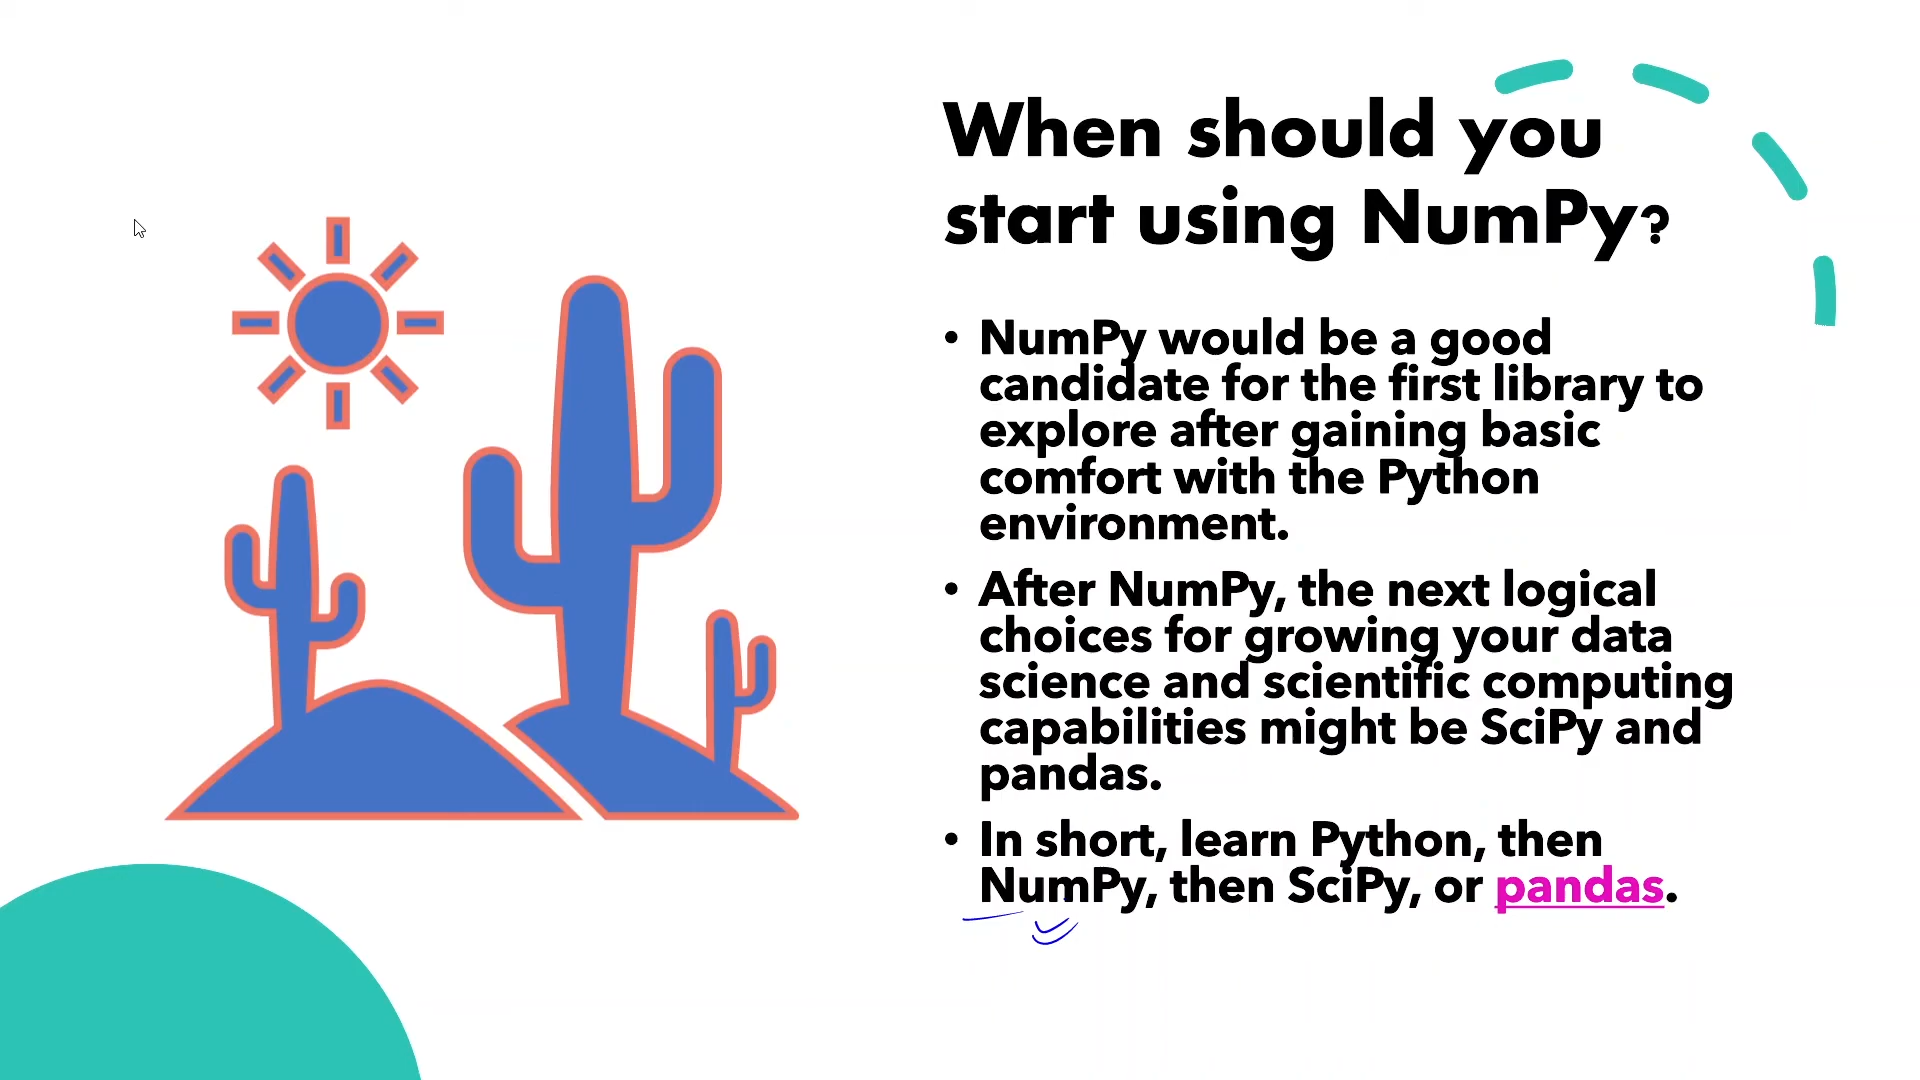 When should you
start using NumPy?
• NumPy would be a good
candidate for the first library to
explore after gaining basic
comfort with the Python
environment.
• After NumPy, the next logical
choices for growing your data
science and scientific computing
capabilities might be SciPy and
pandas.
• In short, learn Python, then
NumPy, then SciPy, or pandas.